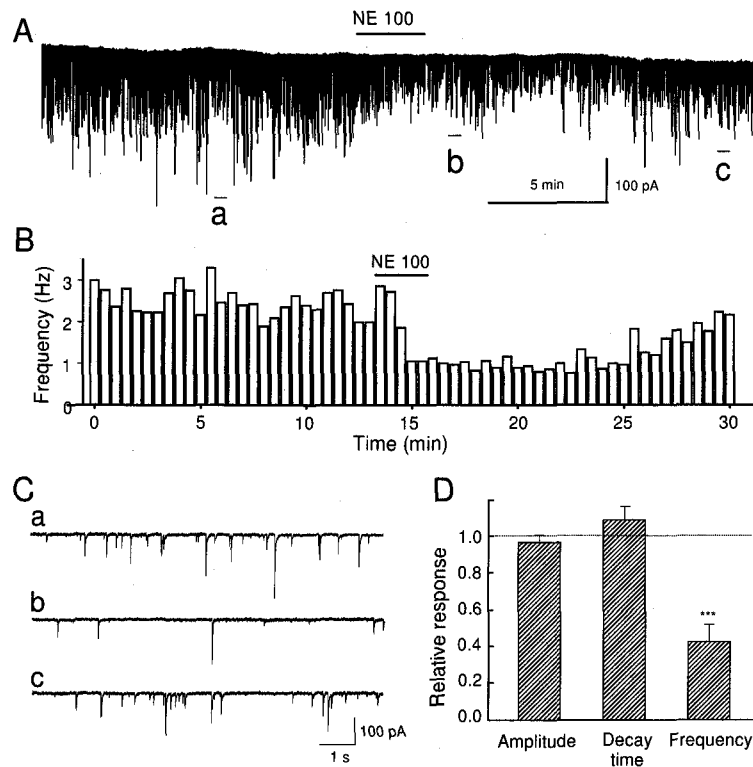 A
NE 100
a
b
c
5 min
100 pA
B
NE 100
Frequency (Hz)
3
2
1
0
0
5
10
15
20
25
30
Time (min)
C
a
b
c
100 pA
1 s
D
Relative response
1.0
0.8
0.6
0.4
0.2
0.0
***
Amplitude
Decay
time
Frequency